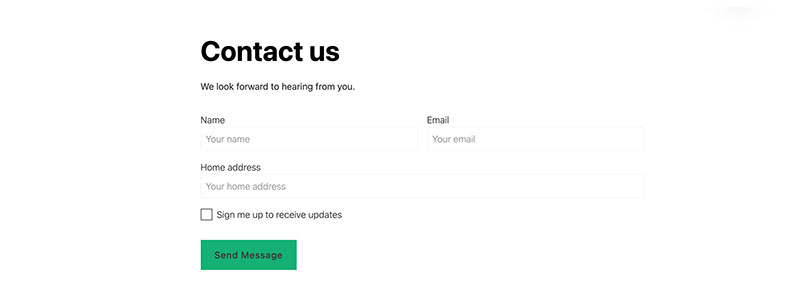 Contact us
We look forward to hearing from you.
Name Email
Your name Your email
Home address
Your home address
Sign me up to receive updates
Send Message